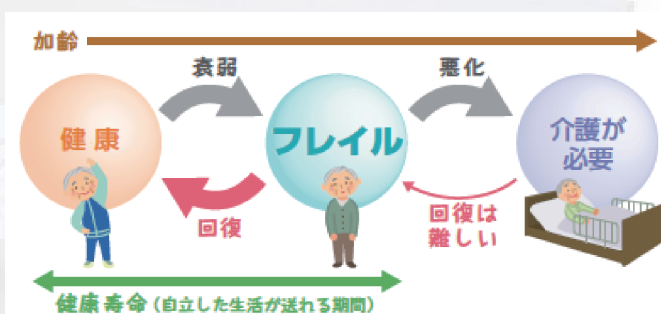 加齢
衰弱
悪化
健康
フレイル
介護が
必要
回復
回復は
難しい
健康寿命(自立した生活が送れる期間)